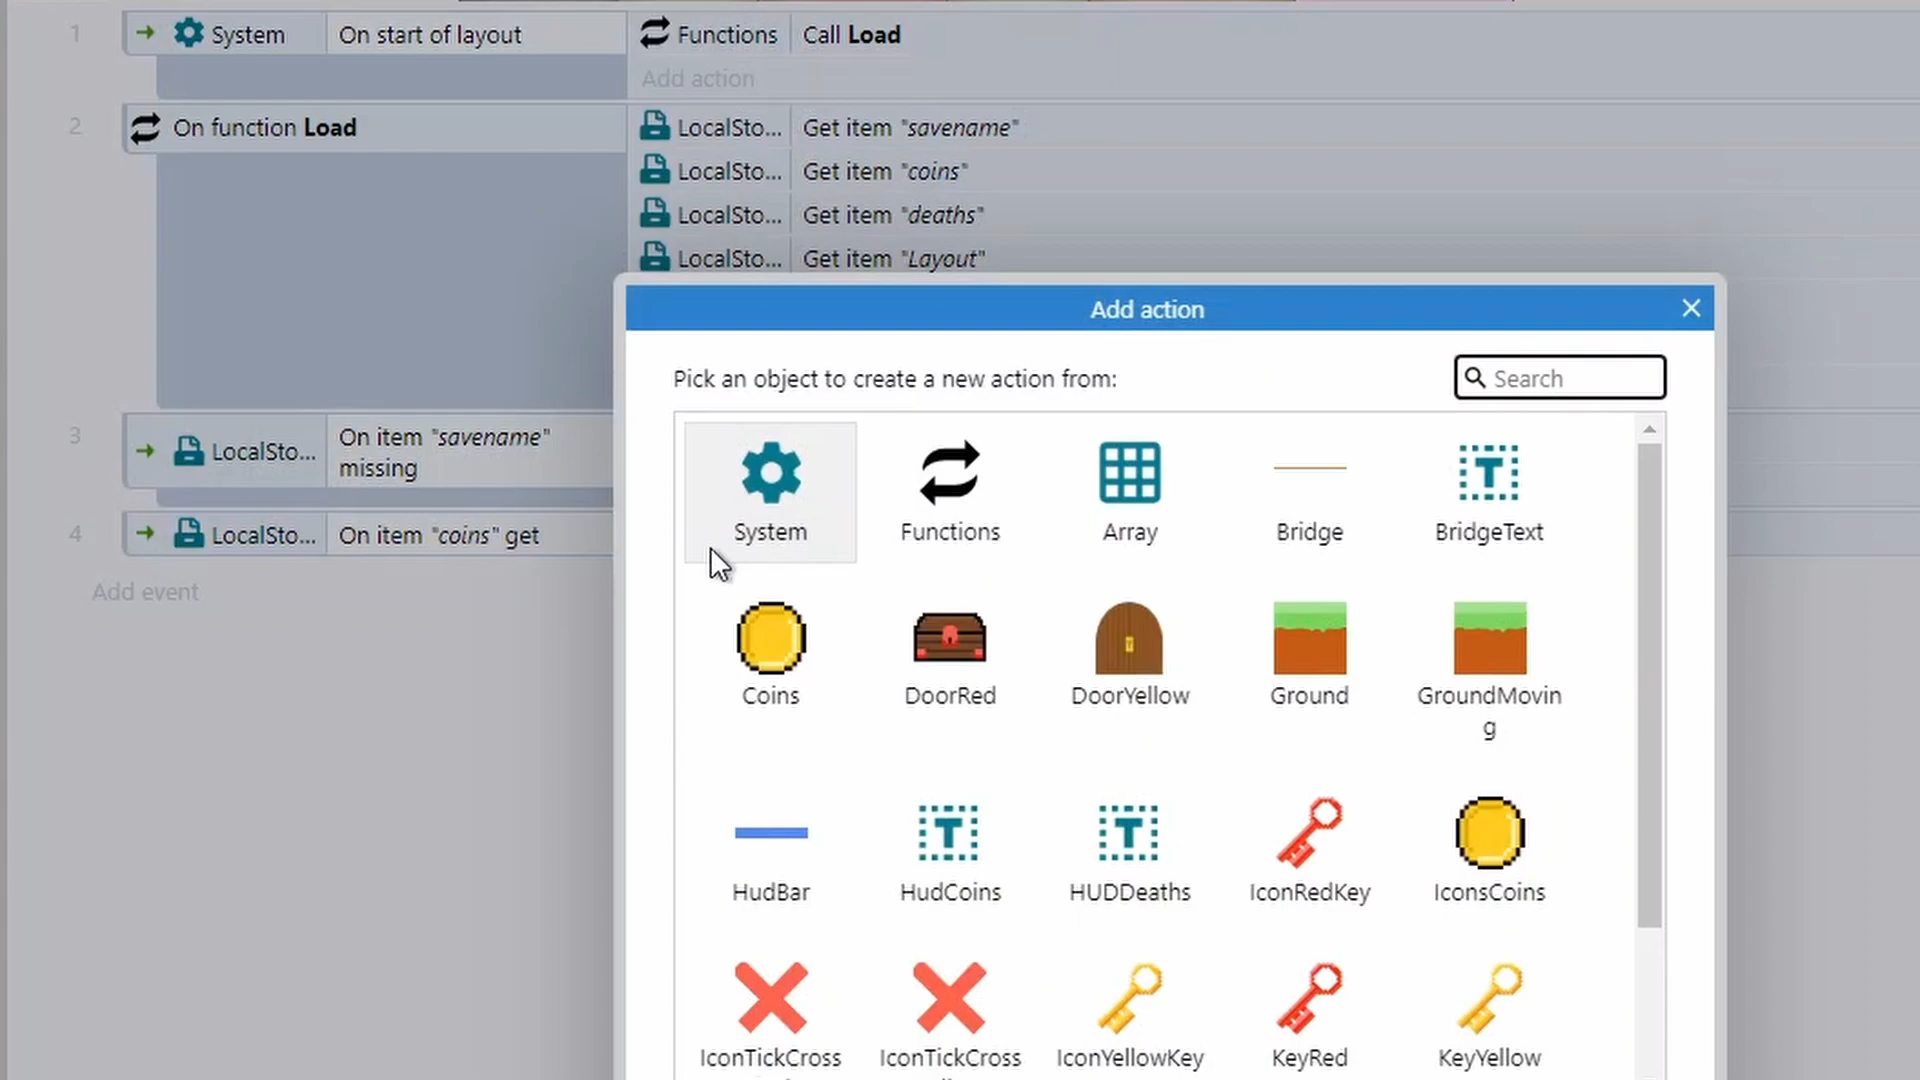 1 System On start of layout Functions Call Load
Add action
2 On function Load LocalSto... Get item "savename"
LocalSto... Get item "coins"
LocalSto... Get item "deaths"
LocalSto... Get item "Layout"
Add action
Pick an object to create a new action from: Search
3 LocalSto... On item "savename"
missing
4 LocalSto... On item "coins" get
Add event
System Functions Array Bridge BridgeText
Coins DoorRed DoorYellow Ground GroundMovin
g
HudBar HudCoins HUDDeaths IconRedKey IconsCoins
IconTickCross IconTickCross IconYellowKey KeyRed KeyYellow